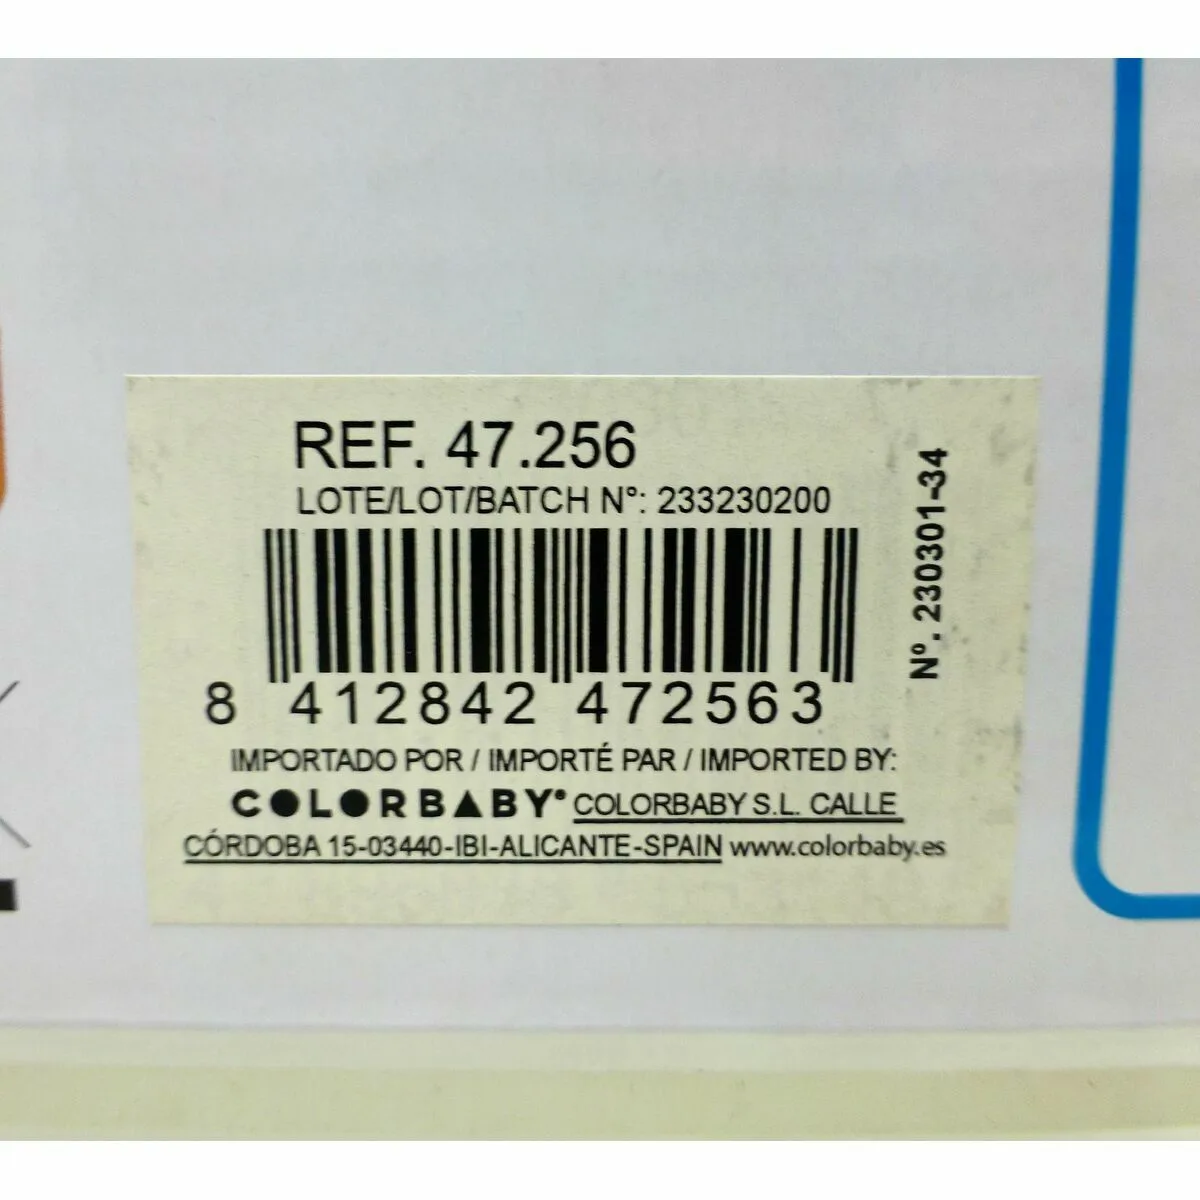 REF. 47.256
LOTE/LOT/BATCH N°: 233230200
8 412842 472563
IMPORTADO POR / IMPORTÉ PAR / IMPORTED BY:
COLORBABY® COLORBABY S.L. CALLE
CÓRDOBA 15-03440-IBI-ALICANTE-SPAIN www.colorbaby.es
Nº. 230301-34